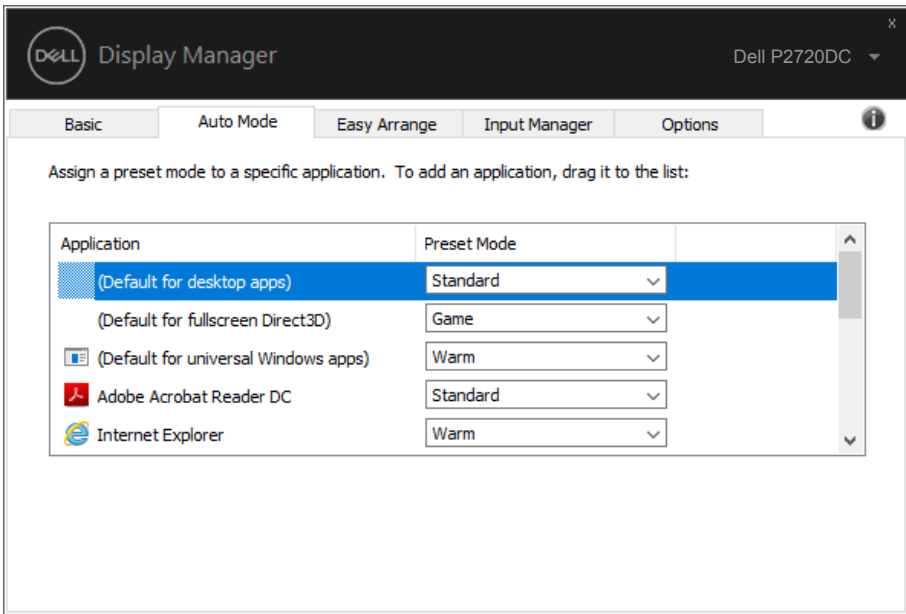 DELL Display Manager
x
Dell P2720DC
Basic Auto Mode Easy Arrange Input Manager Options
Assign a preset mode to a specific application. To add an application, drag it to the list:
Application Preset Mode
(Default for desktop apps) Standard
(Default for fullscreen Direct3D) Game
(Default for universal Windows apps) Warm
Adobe Acrobat Reader DC Standard
Internet Explorer Warm